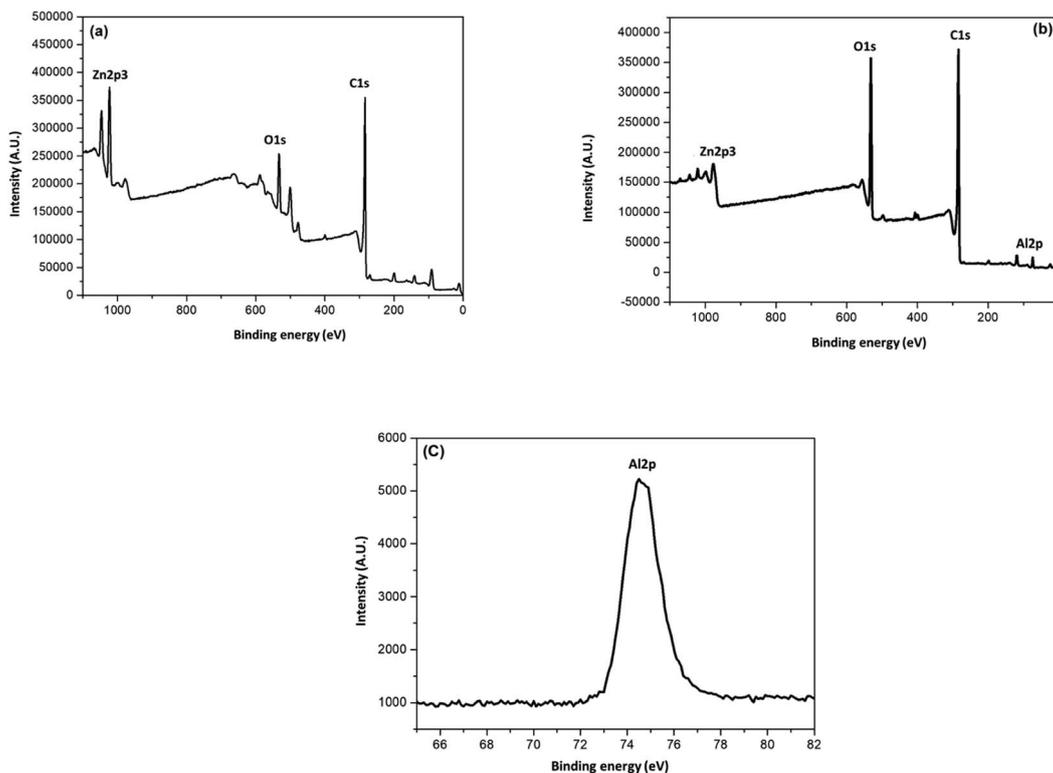 (a)
500000
450000
400000
350000
300000
250000
200000
150000
100000
50000
0
Intensity (A.U.)
Zn2p3
O1s
C1s
1000
800
600
400
200
0
Binding energy (eV)
(b)
400000
350000
300000
250000
200000
150000
100000
50000
0
-50000
Intensity (A.U.)
Zn2p3
O1s
C1s
Al2p
1000
800
600
400
200
Binding energy (eV)
(C)
6000
5000
4000
3000
2000
1000
Intensity (A.U.)
Al2p
66
68
70
72
74
76
78
80
82
Binding energy (eV)